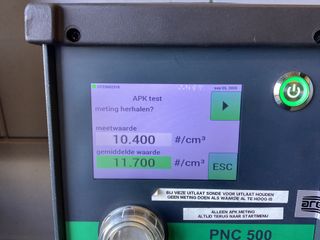 APK test
meting herhalen?
meetwaarde
10.400 #/cm³
gemiddelde waarde
11.700 #/cm³
ESC
BIJ VIEZE UITLAAT SONDE VOOR UITLAAT HOUDEN
GEEN METING DOEN ALS WAARDE AL TE HOOG IS
ALLEEN APK METING
ALTIJD TERUG NAAR STARTMENU
PNC 500